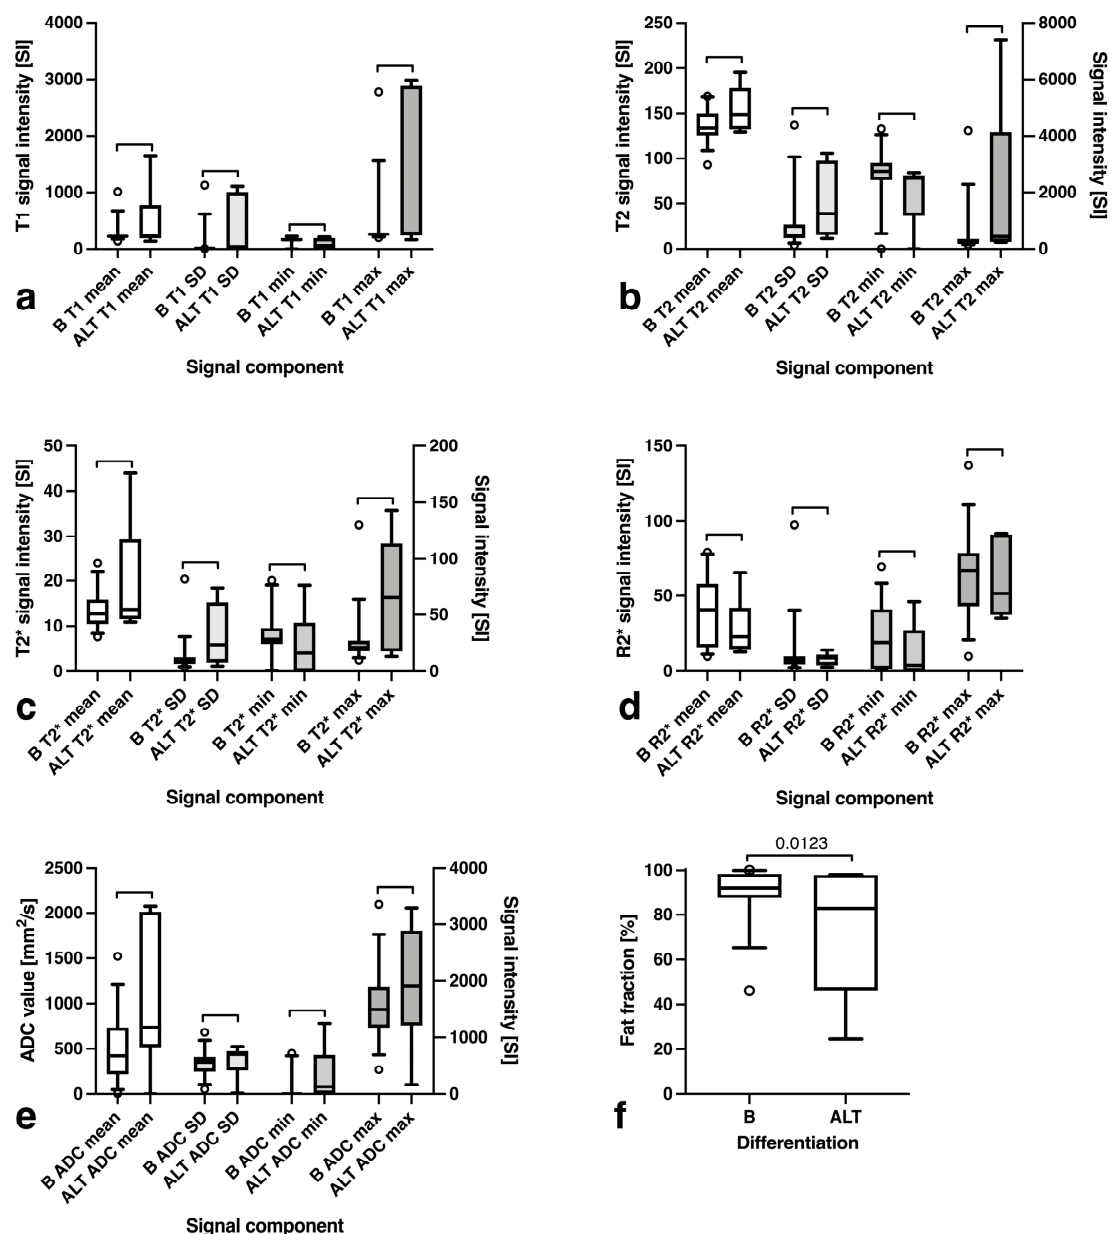 4000
3000
2000
1000
0
T1 signal intensity [SI]
B T1 mean
ALT T1 mean
B T1 SD
ALT T1 SD
B T1 min
ALT T1 min
B T1 max
ALT T1 max
a
Signal component
250
200
150
100
50
0
T2 signal intensity [SI]
8000
6000
4000
2000
0
Signal intensity [SI]
B T2 mean
ALT T2 mean
B T2 SD
ALT T2 SD
B T2 min
ALT T2 min
B T2 max
ALT T2 max
b
Signal component
50
40
30
20
10
0
T2* signal intensity [SI]
200
150
100
50
0
Signal intensity [SI]
B T2* mean
ALT T2* mean
B T2* SD
ALT T2* SD
B T2* min
ALT T2* min
B T2* max
ALT T2* max
c
Signal component
150
100
50
0
R2* signal intensity [SI]
B R2* mean
ALT R2* mean
B R2* SD
ALT R2* SD
B R2* min
ALT R2* min
B R2* max
ALT R2* max
d
Signal component
2500
2000
1500
1000
500
0
ADC value [mm²/s]
4000
3000
2000
1000
0
Signal intensity [SI]
B ADC mean
ALT ADC mean
B ADC SD
ALT ADC SD
B ADC min
ALT ADC min
B ADC max
ALT ADC max
e
Signal component
0.0123
100
80
60
40
20
0
Fat fraction [%]
B
ALT
f
Differentiation